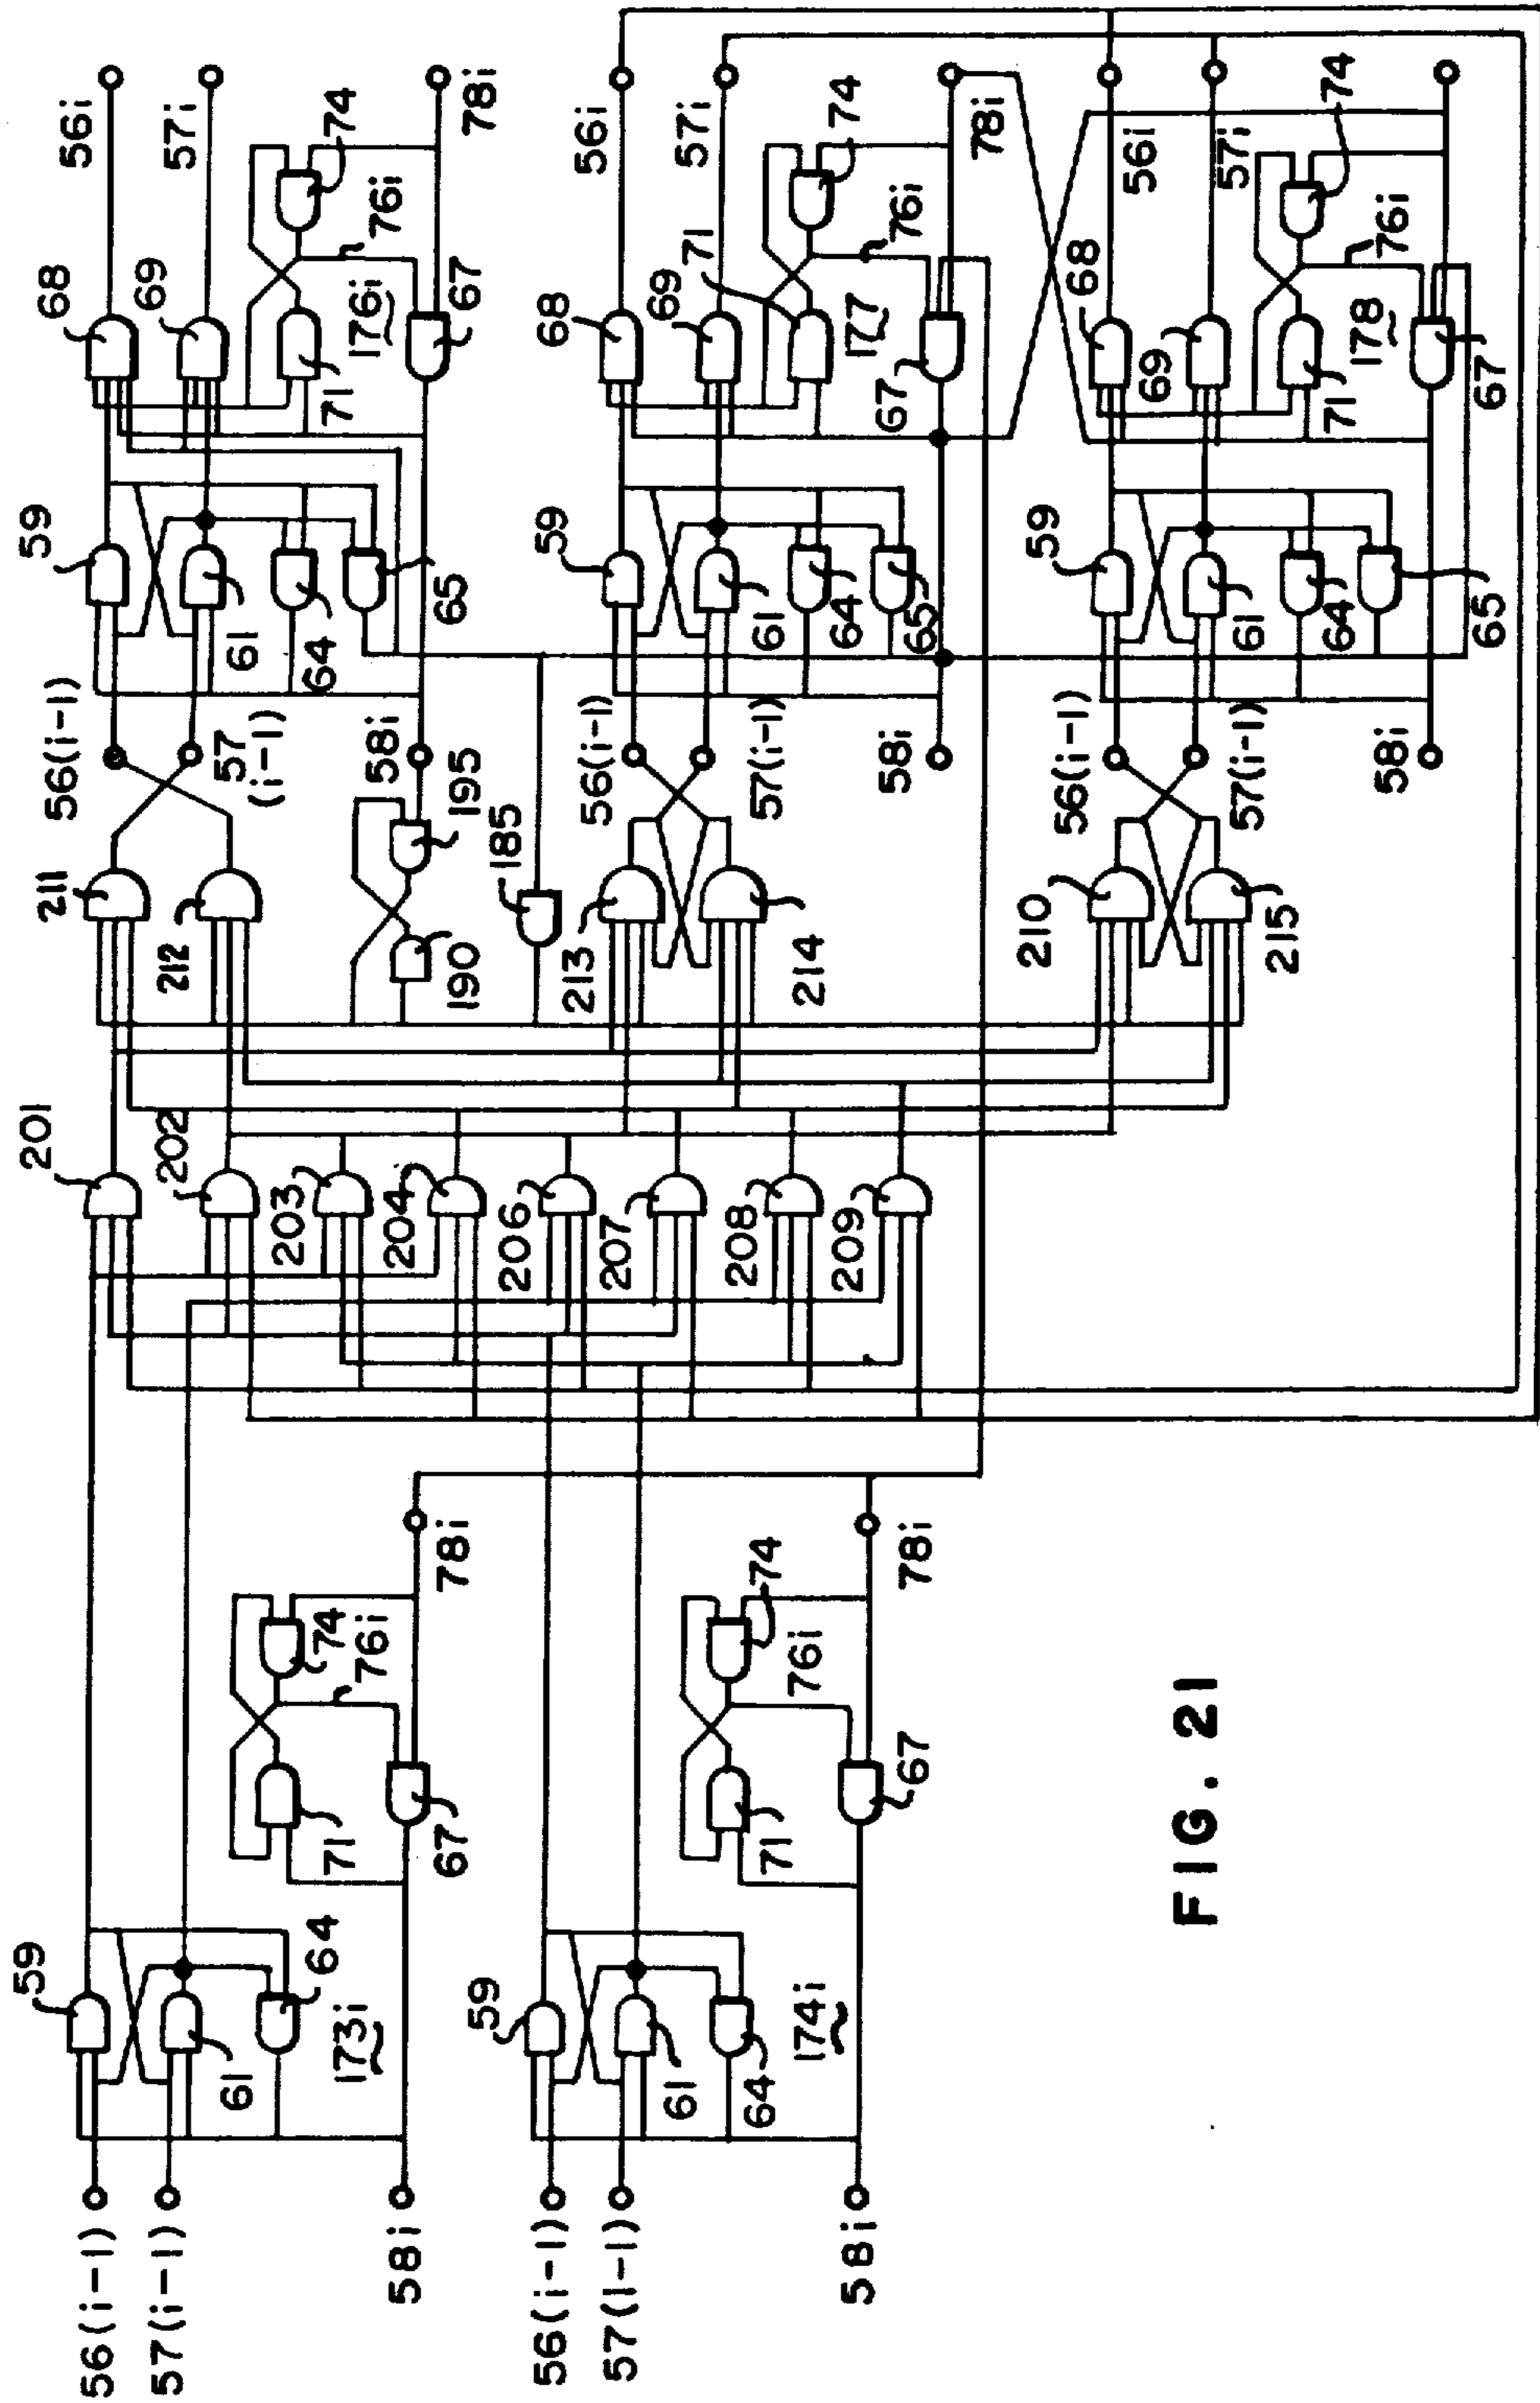 56(i-1)
57(i-1)
58i
59
61
64
173i
71
67
74
76i
78i
56(i-1)
57(1-1)
58i
59
61
64
174i
71
67
74
76i
78i
201
202
203
204
206
207
208
209
211
212
190
195
185
213
214
210
215
56(i-1)
57
(i-1)
58i
59
61
64
65
68
69
71
176i
67
74
76i
56i
57i
78i
56(i-1)
57(i-1)
58i
59
61
64
65
68
69
71
177
67
74
76i
56i
57i
78i
56(i-1)
57(i-1)
58i
59
61
64
65
68
69
71
178
67
74
76i
56i
57i
FIG. 21